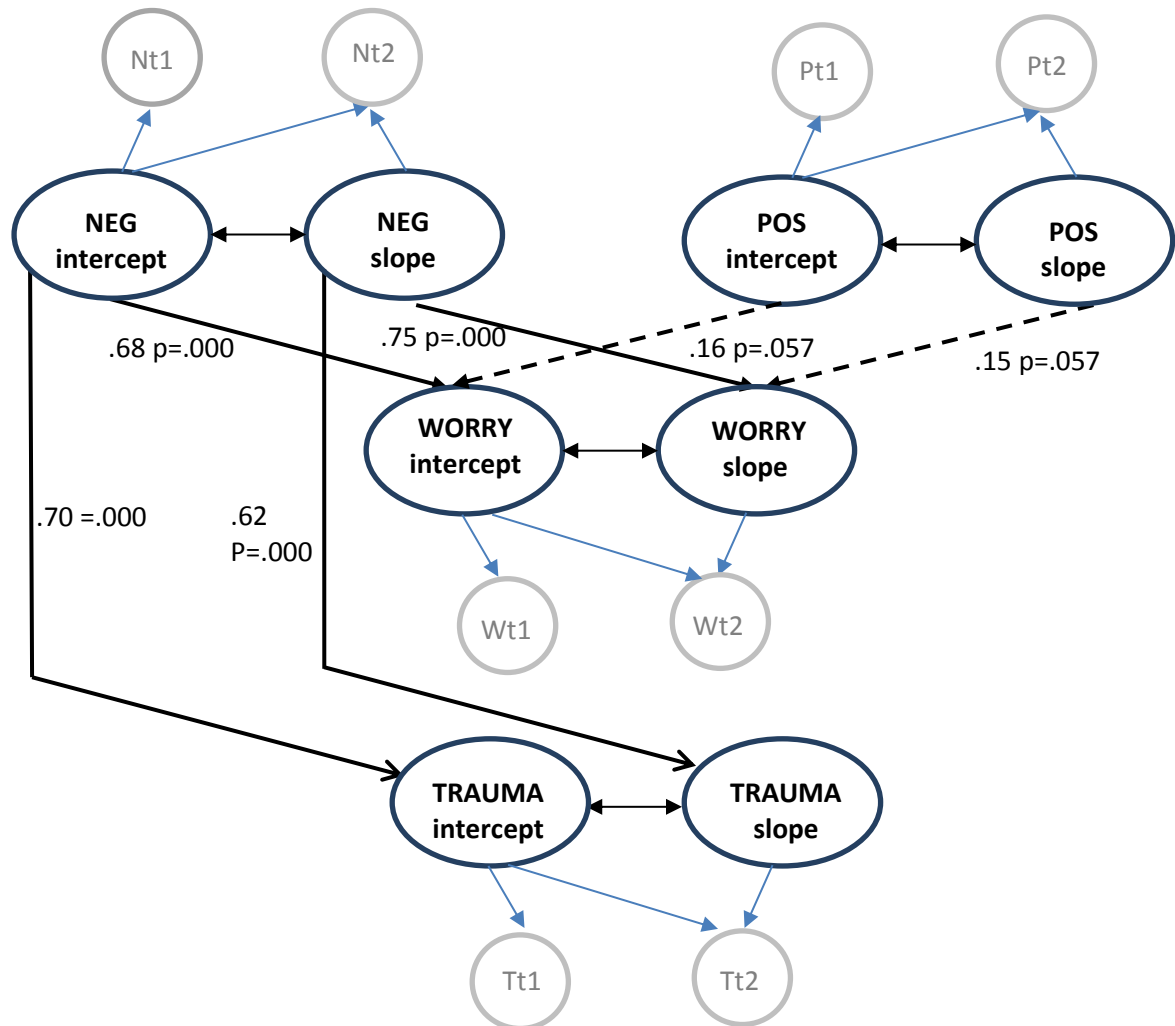 Nt1
Nt2
Pt1
Pt2
NEG
intercept
NEG
slope
POS
intercept
POS
slope
.68 p=.000
.75 p=.000
.16 p=.057
.15 p=.057
WORRY
intercept
WORRY
slope
.70 =.000
.62
P=.000
Wt1
Wt2
TRAUMA
intercept
TRAUMA
slope
Tt1
Tt2